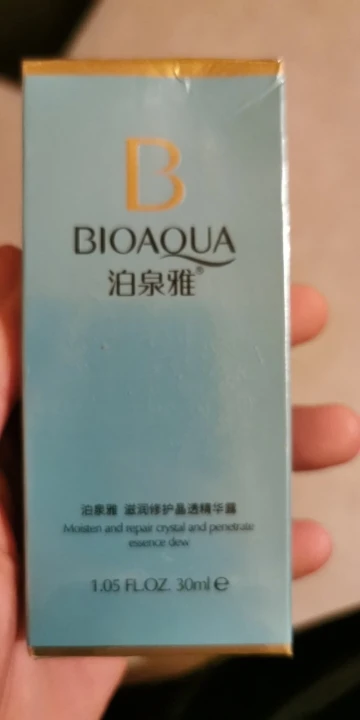 B
BIOAQUA
泊泉雅®
泊泉雅 滋润修护晶透精华露
Moisten and repair crystal and penetrate
essence dew
1.05 FL.OZ. 30ml ℮